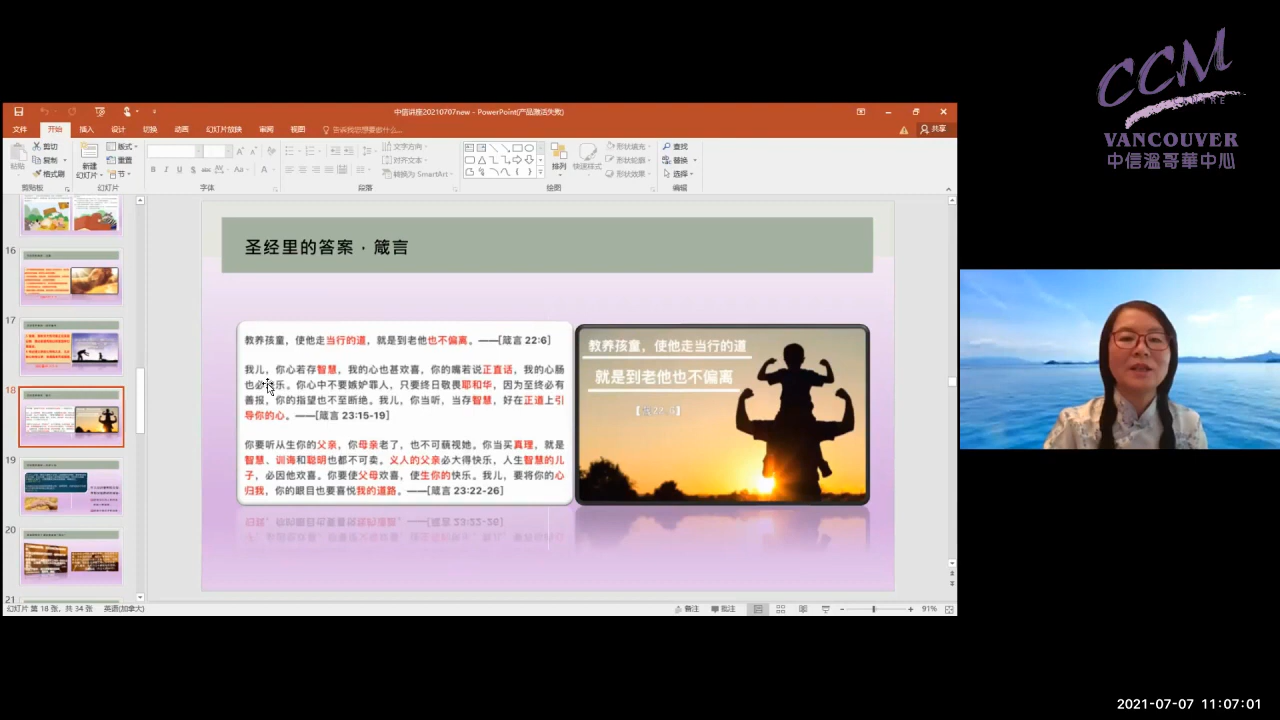 CCM
CENTRE
VANCOUVER
中信溫哥華中心
中信讲座20210707new - PowerPoint(产品激活失败)
文件 开始 插入 设计 切换 动画 幻灯片放映 审阅 视图 告诉我您想要做什么... 共享
粘贴 剪切 复制 格式刷
新建 幻灯片 版式 重置 节
文字方向 对齐文本 转换为 SmartArt
排列 快速样式 形状填充 形状轮廓 形状效果
查找 替换 选择
剪贴板 幻灯片 字体 段落 绘图 编辑
16
17
18
19
20
21
圣经里的答案·箴言
教养孩童，使他走当行的道，就是到老他也不偏离。——[箴言 22:6]
我儿，你心若存智慧，我的心也甚欢喜，你的嘴若说正直话，我的心肠
也必快乐。你心中不要嫉妒罪人，只要终日敬畏耶和华，因为至终必有
善报，你的指望也不至断绝。我儿，你当听，当存智慧，好在正道上引
导你的心。——[箴言 23:15-19]
你要听从生你的父亲，你母亲老了，也不可藐视她。你当买真理，就是
智慧、训诲和聪明也都不可卖。义人的父亲必大得快乐，人生智慧的儿
子，必因他欢喜。你要使父母欢喜，使生你的快乐。我儿，要将你的心
归我，你的眼目也要喜悦我的道路。——[箴言 23:22-26]
教养孩童，使他走当行的道
就是到老他也不偏离
幻灯片 第 18 张，共 34 张 英语(加拿大)
备注 批注 91%
2021-07-07 11:07:01